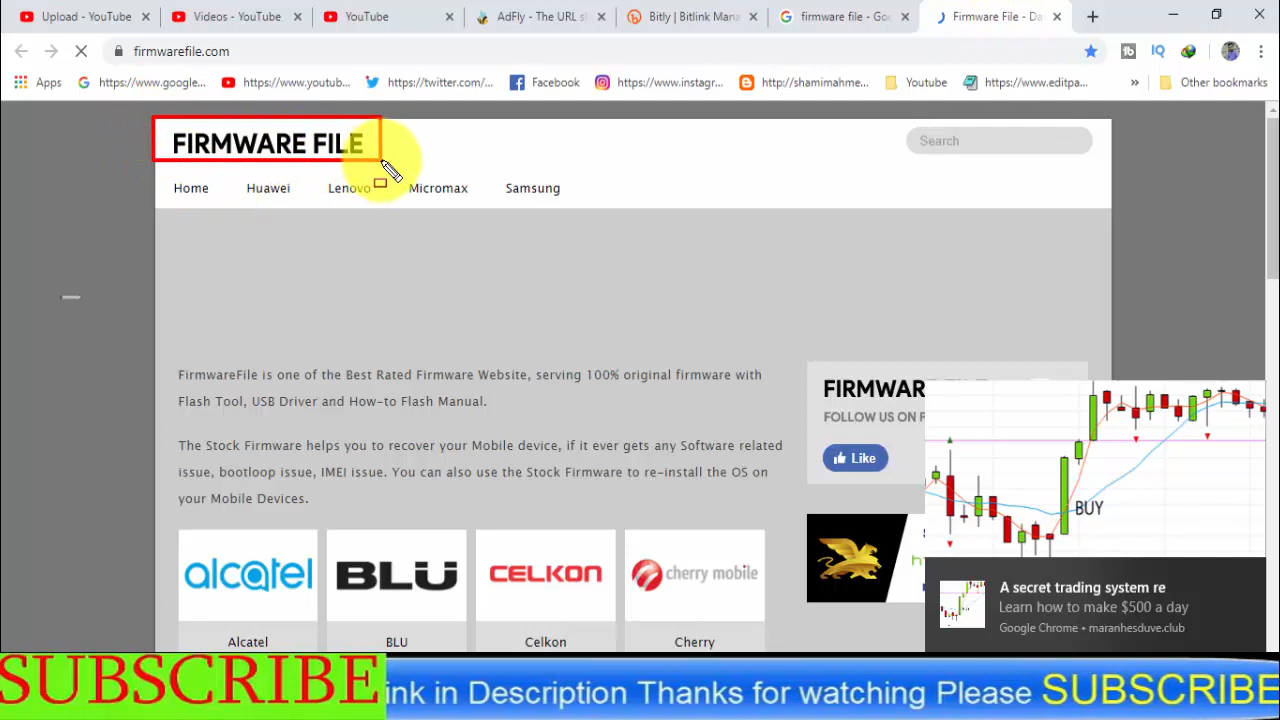 Upload - YouTube
Videos - YouTube
YouTube
AdFly - The URL sl
Bitly | Bitlink Mana
firmware file - Goo
Firmware File - Da
firmwarefile.com
Apps
https://www.google...
https://www.youtub...
https://twitter.com/...
Facebook
https://www.instagr...
http://shamimahme...
Youtube
https://www.editpa...
»
Other bookmarks
FIRMWARE FILE
Search
Home
Huawei
Lenovo
Micromax
Samsung
FirmwareFile is one of the Best Rated Firmware Website, serving 100% original firmware with
Flash Tool, USB Driver and How-to Flash Manual.
The Stock Firmware helps you to recover your Mobile device, if it ever gets any Software related
issue, bootloop issue, IMEI issue. You can also use the Stock Firmware to re-install the OS on
your Mobile Devices.
FIRMWAR
FOLLOW US ON F
Like
BUY
alcatel
BLU
CELKON
cherry mobile
Alcatel
BLU
Celkon
Cherry
A secret trading system re
Learn how to make $500 a day
Google Chrome • maranhesduve.club
SUBSCRIBE
ink in Description Thanks for watching Please SUBSCRIBE